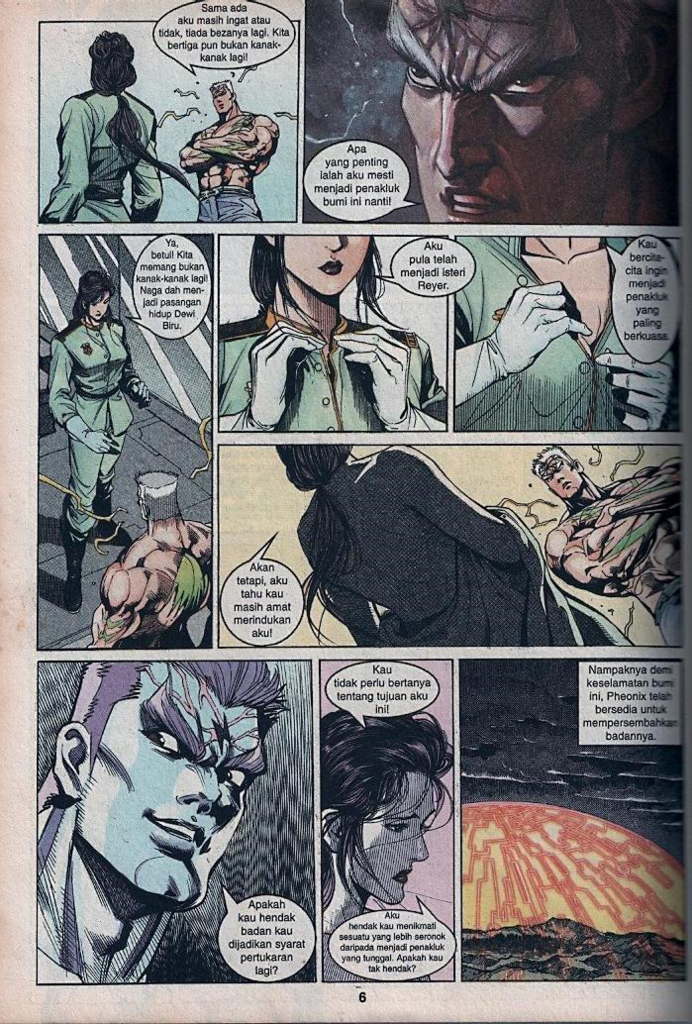 Sama ada
aku masih ingat atau
tidak, tiada bezanya lagi. Kita
bertiga pun bukan kanak-
kanak lagi!
Apa
yang penting
ialah aku mesti
menjadi penakluk
bumi ini nanti!
Ya,
betul! Kita
memang bukan
kanak-kanak lagi!
Naga dah men-
jadi pasangan
hidup Dewi
Biru.
Aku
pula telah
menjadi isteri
Reyer.
Kau
bercita-
cita ingin
menjadi
penakluk
yang
paling
berkuasa.
Akan
tetapi, aku
tahu kau
masih amat
merindukan
aku!
Apakah
kau hendak
badan kau
dijadikan syarat
pertukaran
lagi?
Kau
tidak perlu bertanya
tentang tujuan aku
ini!
Aku
hendak kau menikmati
sesuatu yang lebih seronok
daripada menjadi penakluk
yang tunggal. Apakah kau
tak hendak?
Nampaknya demi
keselamatan bumi
ini, Pheonix telah
bersedia untuk
mempersembahkan
badannya.
6